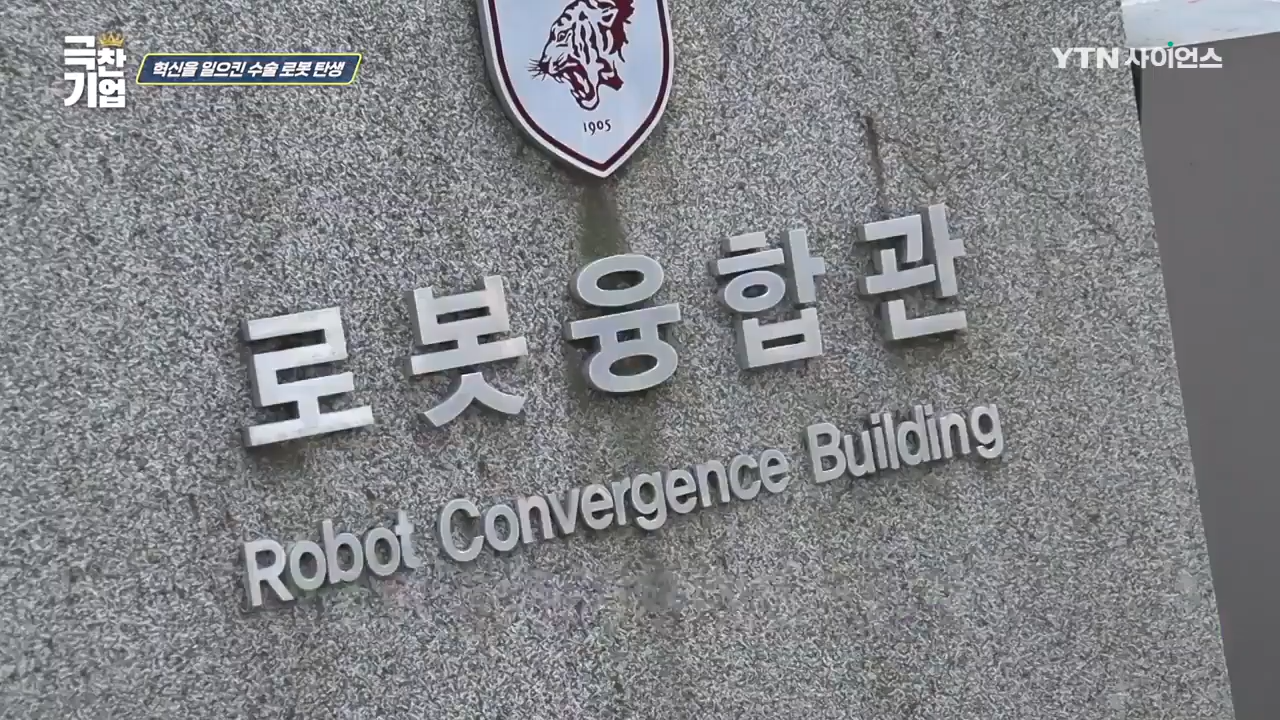 극찬
기업
혁신을 일으킨 수술 로봇 탄생
YTN 사이언스
1905
로봇융합관
Robot Convergence Building